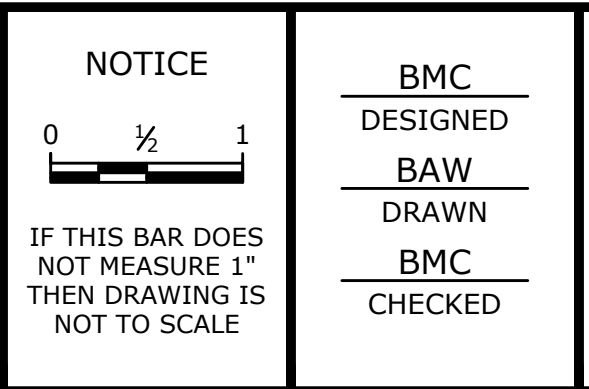 NOTICE
0 ½ 1
IF THIS BAR DOES
NOT MEASURE 1"
THEN DRAWING IS
NOT TO SCALE
BMC
DESIGNED
BAW
DRAWN
BMC
CHECKED